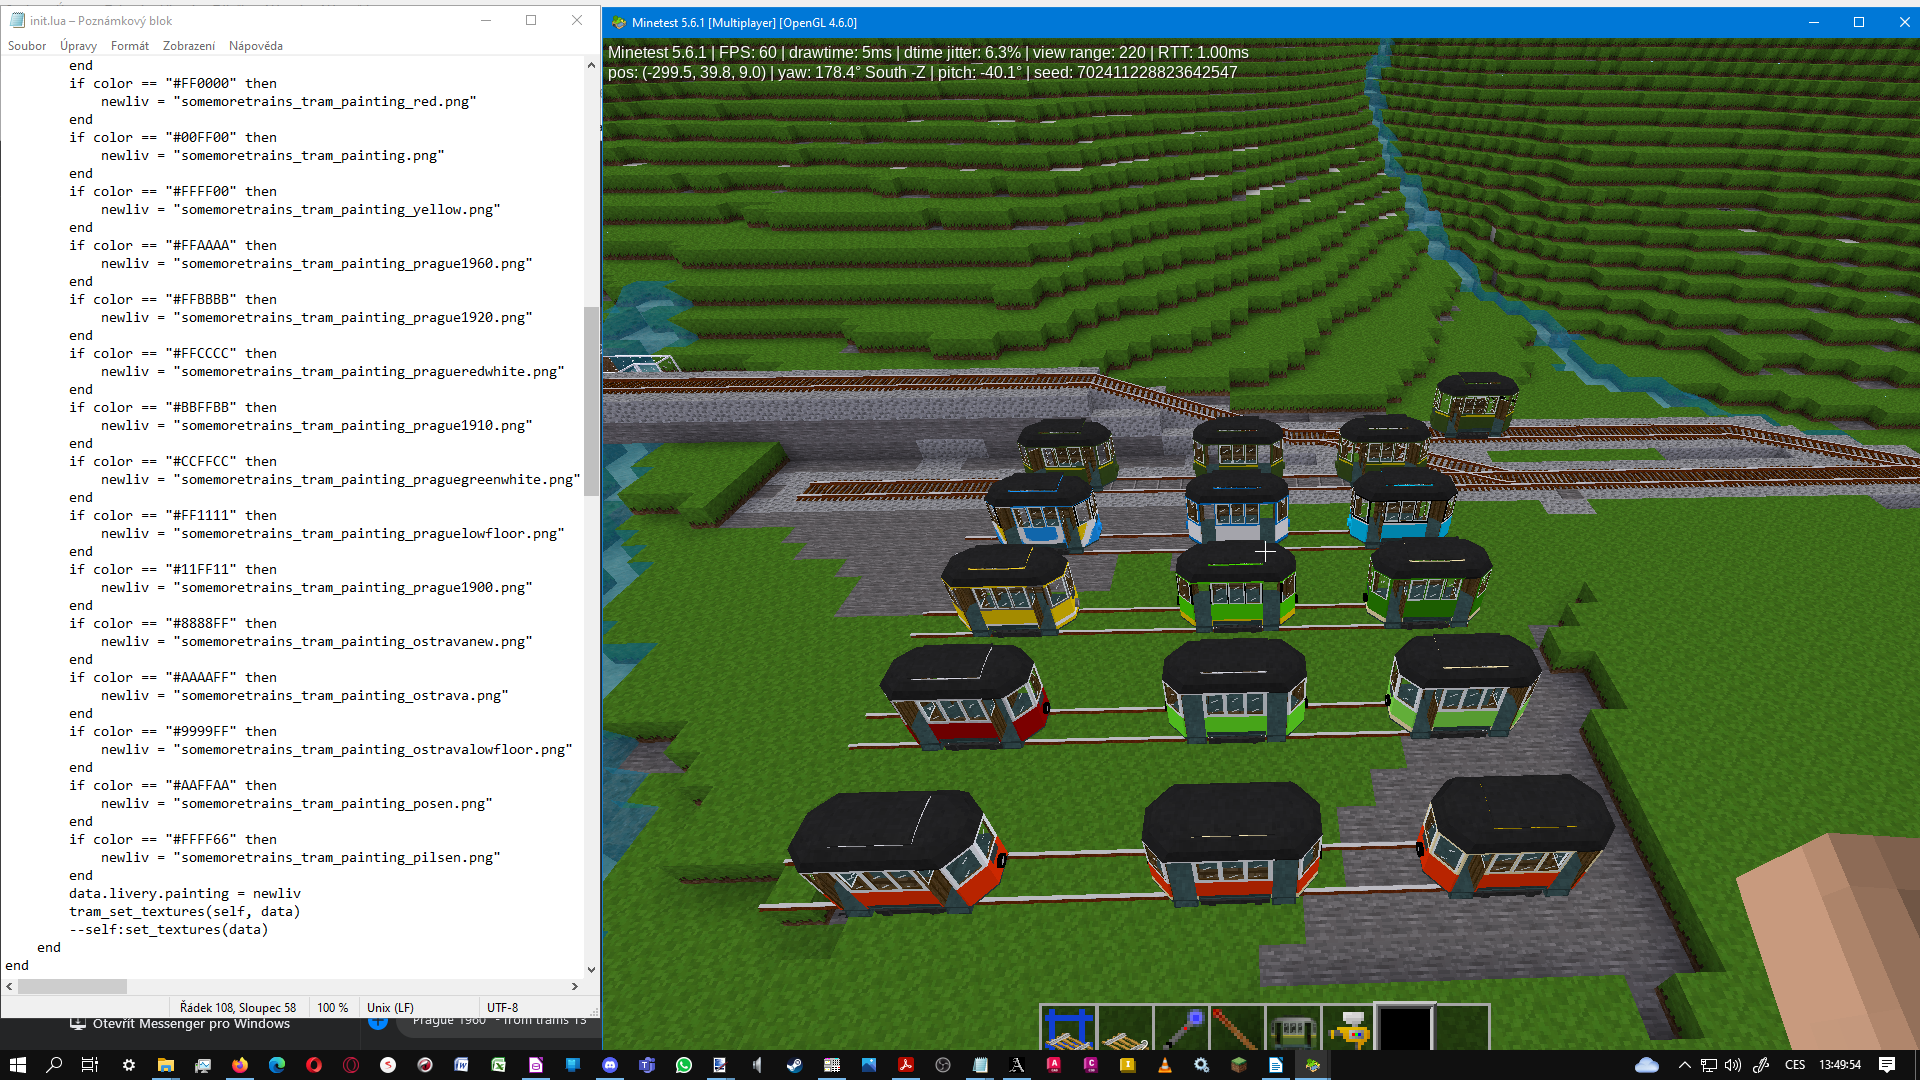 init.lua – Poznámkový blok
Soubor Úpravy Formát Zobrazení Nápověda
end
if color == "#FF0000" then
newliv = "somemoretrains_tram_painting_red.png"
end
if color == "#00FF00" then
newliv = "somemoretrains_tram_painting.png"
end
if color == "#FFFF00" then
newliv = "somemoretrains_tram_painting_yellow.png"
end
if color == "#FFAAAA" then
newliv = "somemoretrains_tram_painting_prague1960.png"
end
if color == "#FFBBBB" then
newliv = "somemoretrains_tram_painting_prague1920.png"
end
if color == "#FFCCCC" then
newliv = "somemoretrains_tram_painting_pragueredwhite.png"
end
if color == "#BBFFBB" then
newliv = "somemoretrains_tram_painting_prague1910.png"
end
if color == "#CCFFCC" then
newliv = "somemoretrains_tram_painting_praguegreenwhite.png"
end
if color == "#FF1111" then
newliv = "somemoretrains_tram_painting_praguelowfloor.png"
end
if color == "#11FF11" then
newliv = "somemoretrains_tram_painting_prague1900.png"
end
if color == "#8888FF" then
newliv = "somemoretrains_tram_painting_ostravanew.png"
end
if color == "#AAAAFF" then
newliv = "somemoretrains_tram_painting_ostrava.png"
end
if color == "#9999FF" then
newliv = "somemoretrains_tram_painting_ostravalowfloor.png"
end
if color == "#AAFFAA" then
newliv = "somemoretrains_tram_painting_posen.png"
end
if color == "#FFFF66" then
newliv = "somemoretrains_tram_painting_pilsen.png"
end
data.livery.painting = newliv
tram_set_textures(self, data)
--self:set_textures(data)
end
end
Řádek 108, Sloupec 58 100 % Unix (LF) UTF-8
Otevřít Messenger pro Windows
Prague 1960 - from trams 13
Minetest 5.6.1 [Multiplayer] [OpenGL 4.6.0]
Minetest 5.6.1 | FPS: 60 | drawtime: 5ms | dtime jitter: 6.3% | view range: 220 | RTT: 1.00ms
pos: (-299.5, 39.8, 9.0) | yaw: 178.4° South -Z | pitch: -40.1° | seed: 702411228823642547
CES 13:49:54